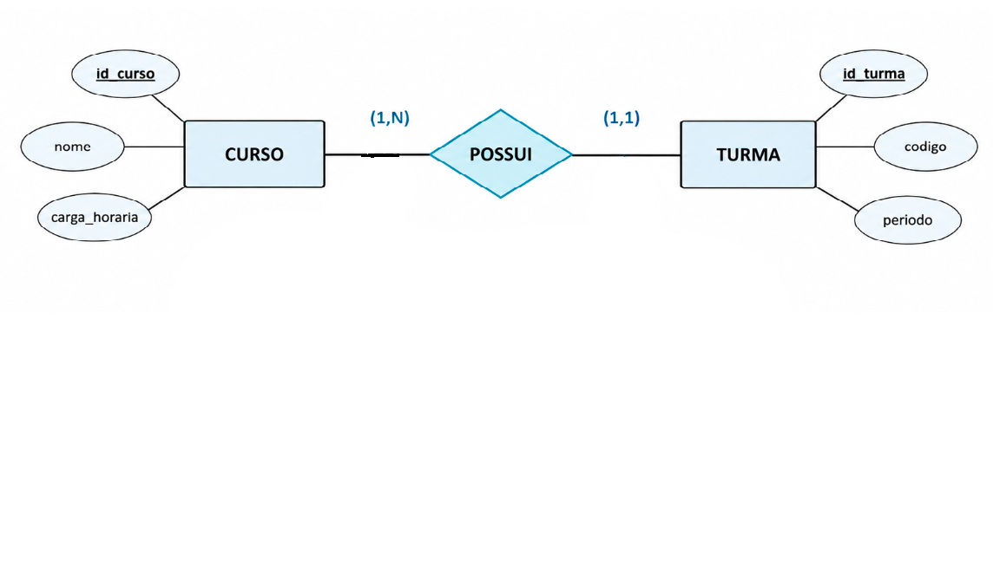 id_curso
nome
carga_horaria
CURSO
(1,N)
POSSUI
(1,1)
TURMA
id_turma
codigo
periodo